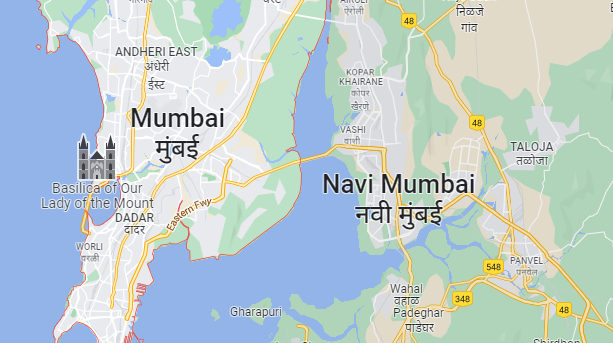 AIROLI
ऐरोली
48
निळजे
गांव
ANDHERI EAST
अंधेरी
ईस्ट
KOPAR
KHAIRANE
कोपर
खैरणे
Mumbai
मुंबई
48
VASHI
वाशी
TALOJA
तळोजा
Basilica of Our
Lady of the Mount
Navi Mumbai
नवी मुंबई
DADAR
दादर
Eastern Fwy
WORLI
वरळी
PANVEL
पनवेल
548
Wahal
वहाळ
348
48
Gharapuri
Padeghar
पाडेघर
Shirdhon